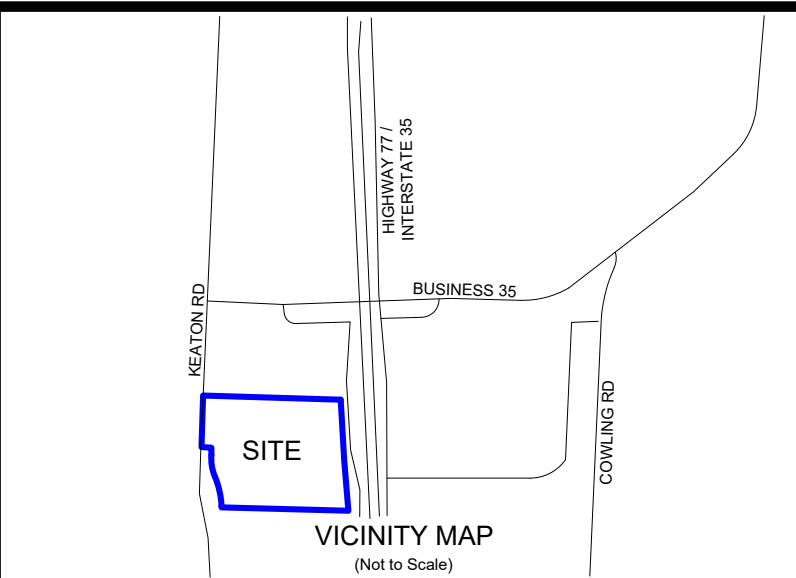 HIGHWAY 77 /
INTERSTATE 35
BUSINESS 35
KEATON RD
COWLING RD
SITE
VICINITY MAP
(Not to Scale)